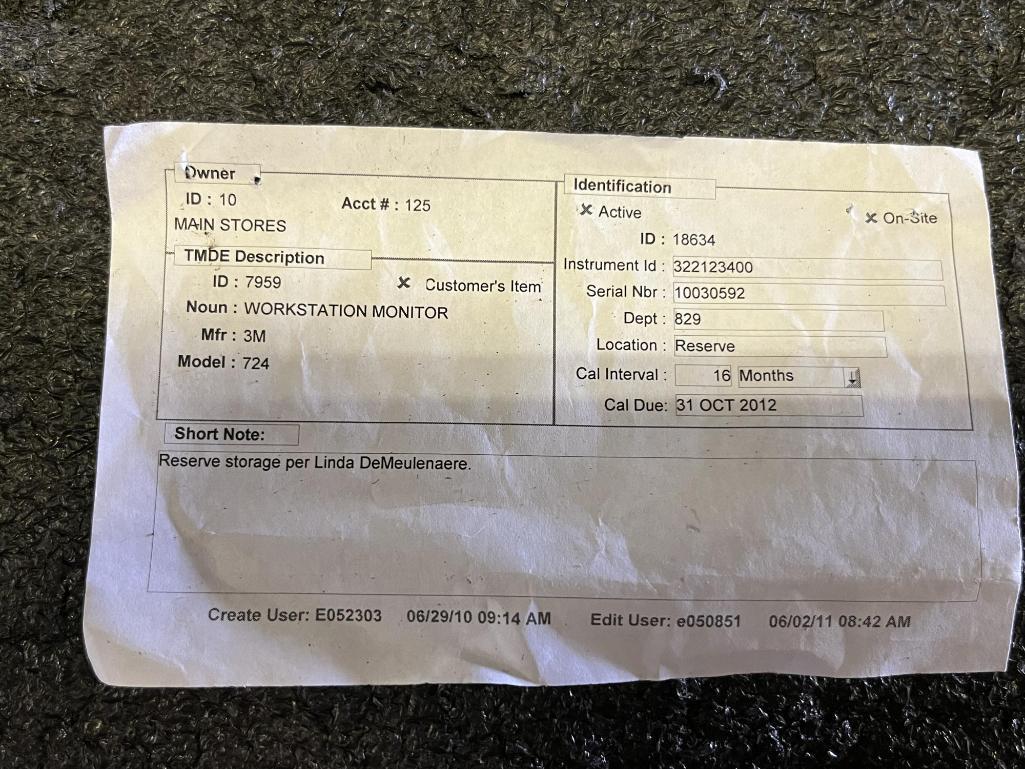 Owner
ID : 10 Acct # : 125
MAIN STORES
TMDE Description
ID : 7959 Customer's Item
Noun : WORKSTATION MONITOR
Mfr : 3M
Model : 724
Identification
Active On-Site
ID : 18634
Instrument Id : 322123400
Serial Nbr : 10030592
Dept : 829
Location : Reserve
Cal Interval : 16 Months
Cal Due: 31 OCT 2012
Short Note:
Reserve storage per Linda DeMeulenaere.
Create User: E052303 06/29/10 09:14 AM Edit User: e050851 06/02/11 08:42 AM